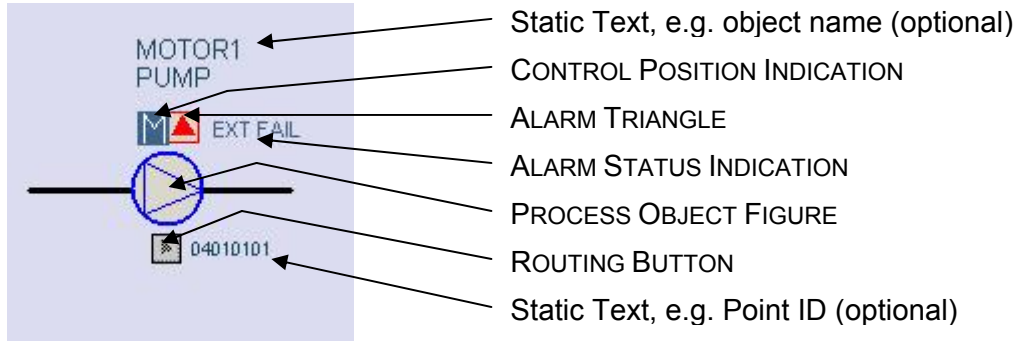 Static Text, e.g. object name (optional)
MOTOR1
PUMP
CONTROL POSITION INDICATION
ALARM TRIANGLE
M EXT FAIL
ALARM STATUS INDICATION
PROCESS OBJECT FIGURE
04010101
ROUTING BUTTON
Static Text, e.g. Point ID (optional)